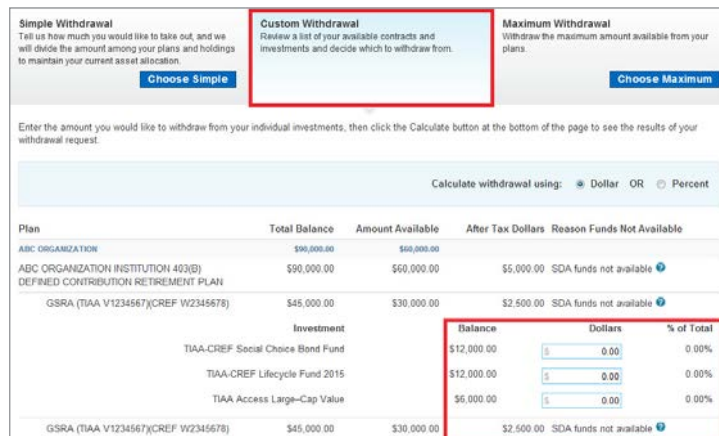 Simple Withdrawal
Tell us how much you would like to take out, and we
will divide the amount among your plans and holdings
to maintain your current asset allocation.
Choose Simple
Custom Withdrawal
Review a list of your available contracts and
investments and decide which to withdraw from.
Maximum Withdrawal
Withdraw the maximum amount available from your
plans.
Choose Maximum
Enter the amount you would like to withdraw from your individual investments, then click the Calculate button at the bottom of the page to see the results of your
withdrawal request.
Calculate withdrawal using: Dollar OR Percent
Plan Total Balance Amount Available After Tax Dollars Reason Funds Not Available
ABC ORGANIZATION $90,000.00 $60,000.00
ABC ORGANIZATION INSTITUTION 403(B) $90,000.00 $60,000.00 $5,000.00 SDA funds not available ?
DEFINED CONTRIBUTION RETIREMENT PLAN
GSRA (TIAA V1234567)(CREF W2345678) $45,000.00 $30,000.00 $2,500.00 SDA funds not available ?
Investment Balance Dollars % of Total
TIAA-CREF Social Choice Bond Fund $12,000.00 $ 0.00 0.00%
TIAA-CREF Lifecycle Fund 2015 $12,000.00 $ 0.00 0.00%
TIAA Access Large-Cap Value $6,000.00 $ 0.00 0.00%
GSRA (TIAA V1234567)(CREF W2345678) $45,000.00 $30,000.00 $2,500.00 SDA funds not available ?